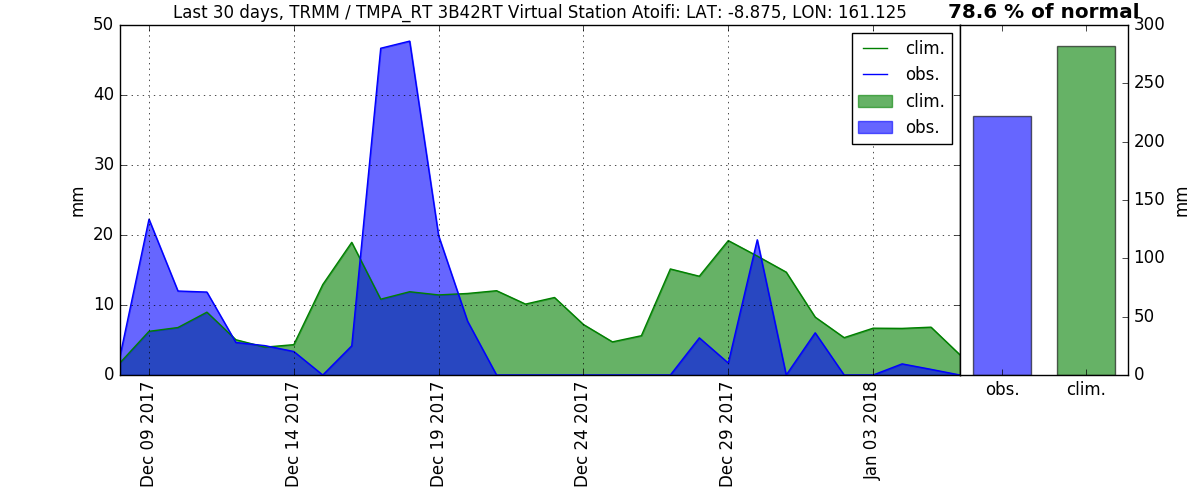 Last 30 days, TRMM / TMPA_RT 3B42RT Virtual Station Atoifi: LAT: -8.875, LON: 161.125
78.6 % of normal
50
40
30
20
10
0
mm
clim.
obs.
clim.
obs.
Dec 09 2017
Dec 14 2017
Dec 19 2017
Dec 24 2017
Dec 29 2017
Jan 03 2018
300
250
200
150
100
50
0
mm
obs.
clim.